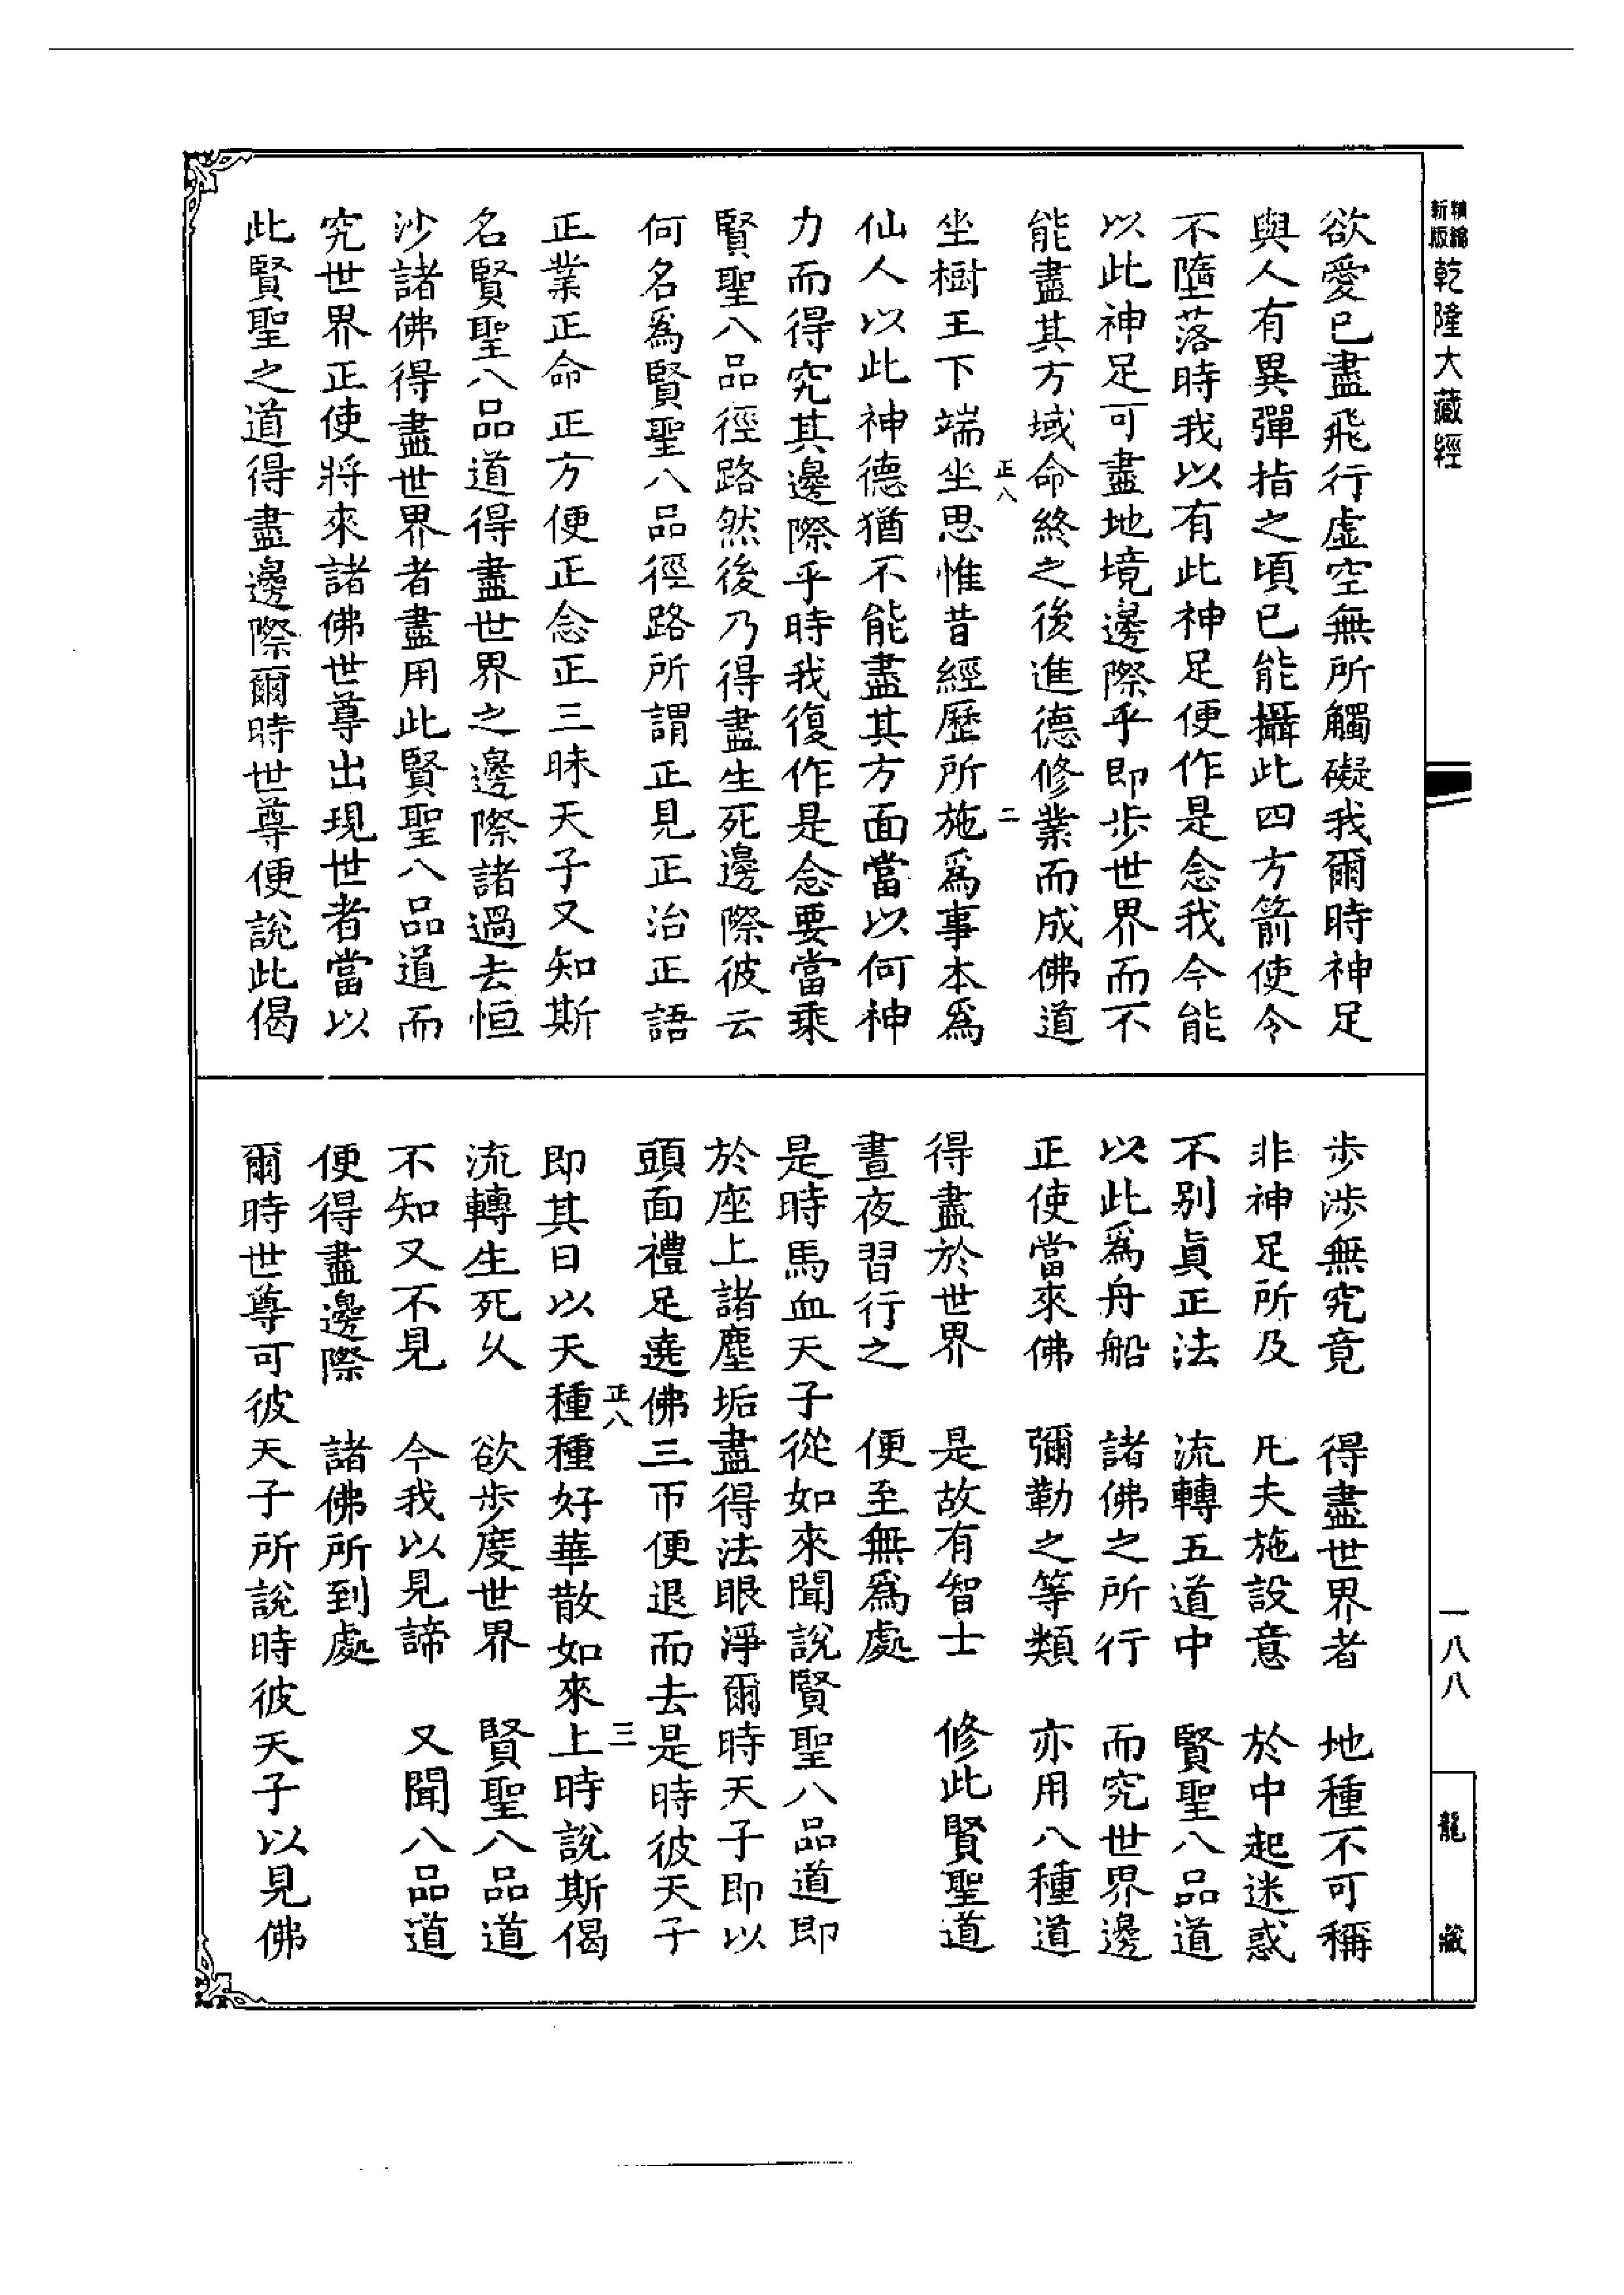 精縮新版乾隆大藏經
一八八
龍藏
欲愛已盡飛行虛空無所觸礙我爾時神足
與人有異彈指之頃已能攝此四方箭使令
不墮落時我以有此神足便作是念我今能
以此神足可盡地境邊際乎即步世界而不
能盡其方域命終之後進德修業而成佛道
正八
二
坐樹王下端坐思惟昔經歷所施爲事本爲
仙人以此神德猶不能盡其方面當以何神
力而得究其邊際乎時我復作是念要當乘
賢聖八品徑路然後乃得盡生死邊際彼云
何名爲賢聖八品徑路所謂正見正治正語
正業正命正方便正念正三昧天子又知斯
名賢聖八品道得盡世界之邊際諸過去恒
沙諸佛得盡世界者盡用此賢聖八品道而
究世界正使將來諸佛世尊出現世者當以
此賢聖之道得盡邊際爾時世尊便說此偈
步涉無究竟 得盡世界者 地種不可稱
非神足所及 凡夫施設意 於中起迷惑
不別眞正法 流轉五道中 賢聖八品道
以此爲舟船 諸佛之所行 而究世界邊
正使當來佛 彌勒之等類 亦用八種道
得盡於世界 是故有智士 修此賢聖道
晝夜習行之 便至無爲處
是時馬血天子從如來聞說賢聖八品道即
於座上諸塵垢盡得法眼淨爾時天子即以
頭面禮足遶佛三帀便退而去是時彼天子
正八
三
即其日以天種種好華散如來上時說斯偈
流轉生死久 欲步度世界 賢聖八品道
不知又不見 今我以見諦 又聞八品道
便得盡邊際 諸佛所到處
爾時世尊可彼天子所說時彼天子以見佛